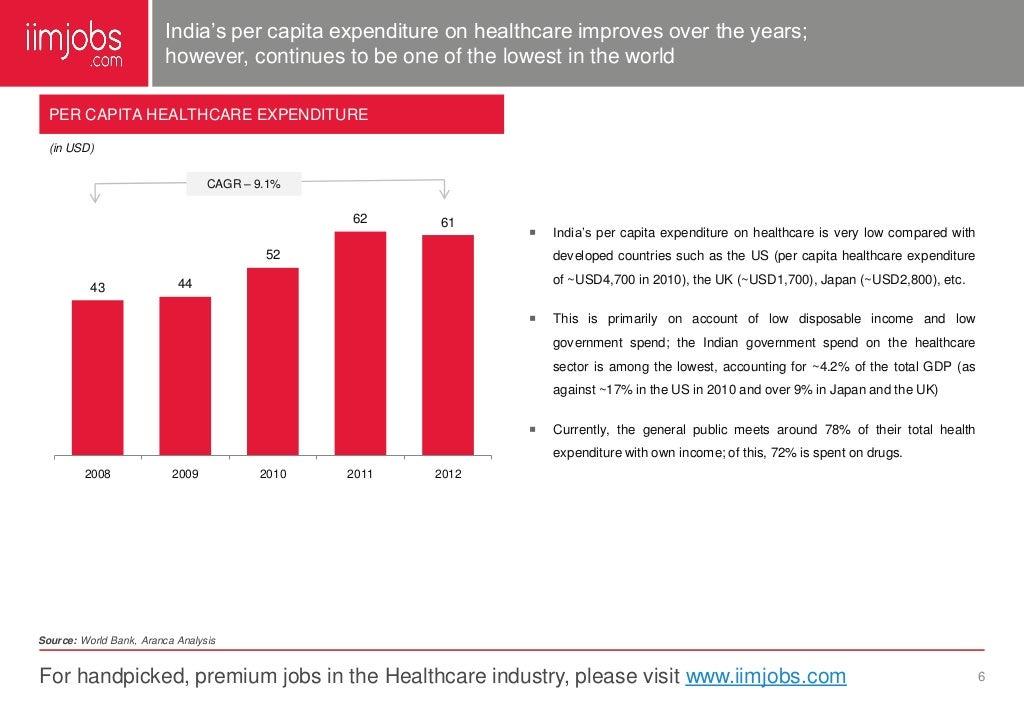 iimjobs
.com
India's per capita expenditure on healthcare improves over the years;
however, continues to be one of the lowest in the world
PER CAPITA HEALTHCARE EXPENDITURE
(in USD)
CAGR – 9.1%
43
44
52
62
61
2008
2009
2010
2011
2012
India's per capita expenditure on healthcare is very low compared with
developed countries such as the US (per capita healthcare expenditure
of ~USD4,700 in 2010), the UK (~USD1,700), Japan (~USD2,800), etc.
This is primarily on account of low disposable income and low
government spend; the Indian government spend on the healthcare
sector is among the lowest, accounting for ~4.2% of the total GDP (as
against ~17% in the US in 2010 and over 9% in Japan and the UK)
Currently, the general public meets around 78% of their total health
expenditure with own income; of this, 72% is spent on drugs.
Source: World Bank, Aranca Analysis
For handpicked, premium jobs in the Healthcare industry, please visit www.iimjobs.com
6